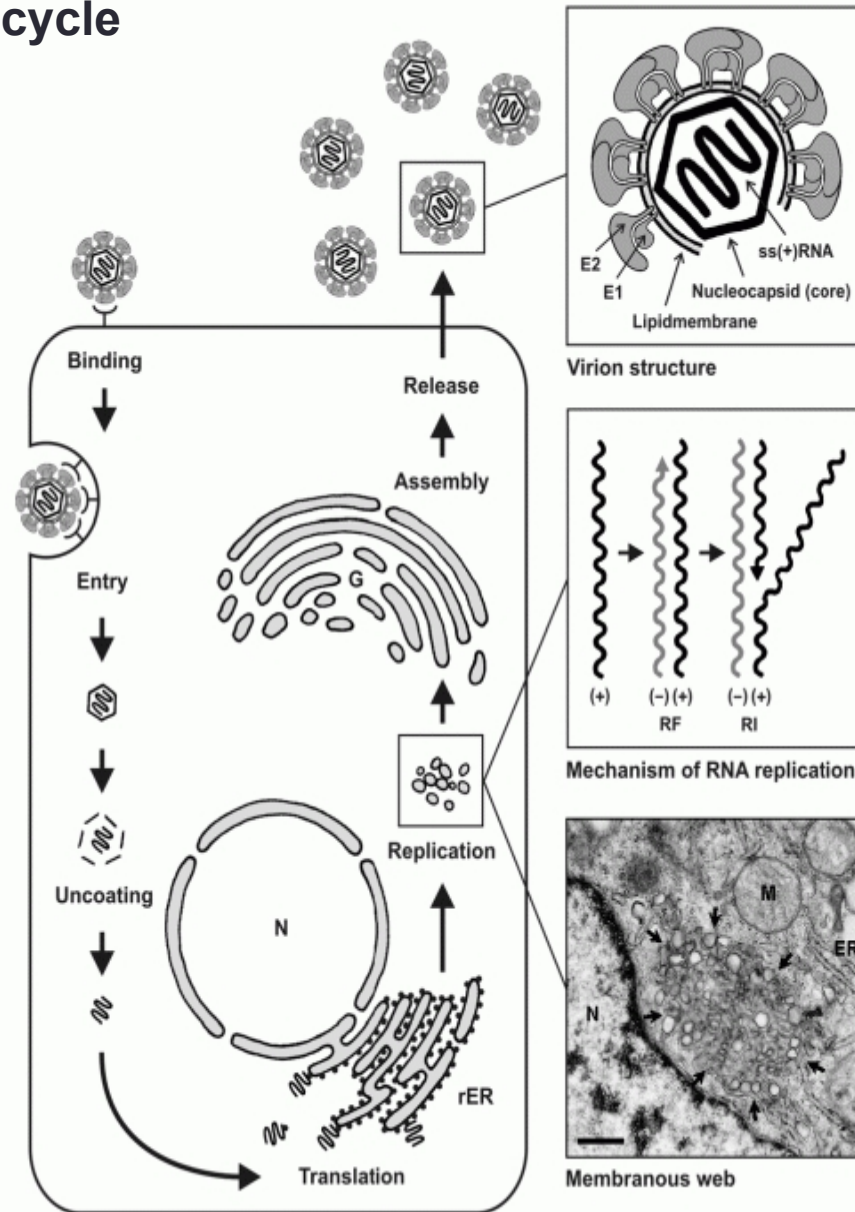 cycle
Binding
Entry
Uncoating
Translation
rER
N
Replication
G
Assembly
Release
E2
E1
ss(+)RNA
Nucleocapsid (core)
Lipidmembrane
Virion structure
(+) (−) (+) (−) (+)
RF RI
Mechanism of RNA replication
M
ER
N
Membranous web